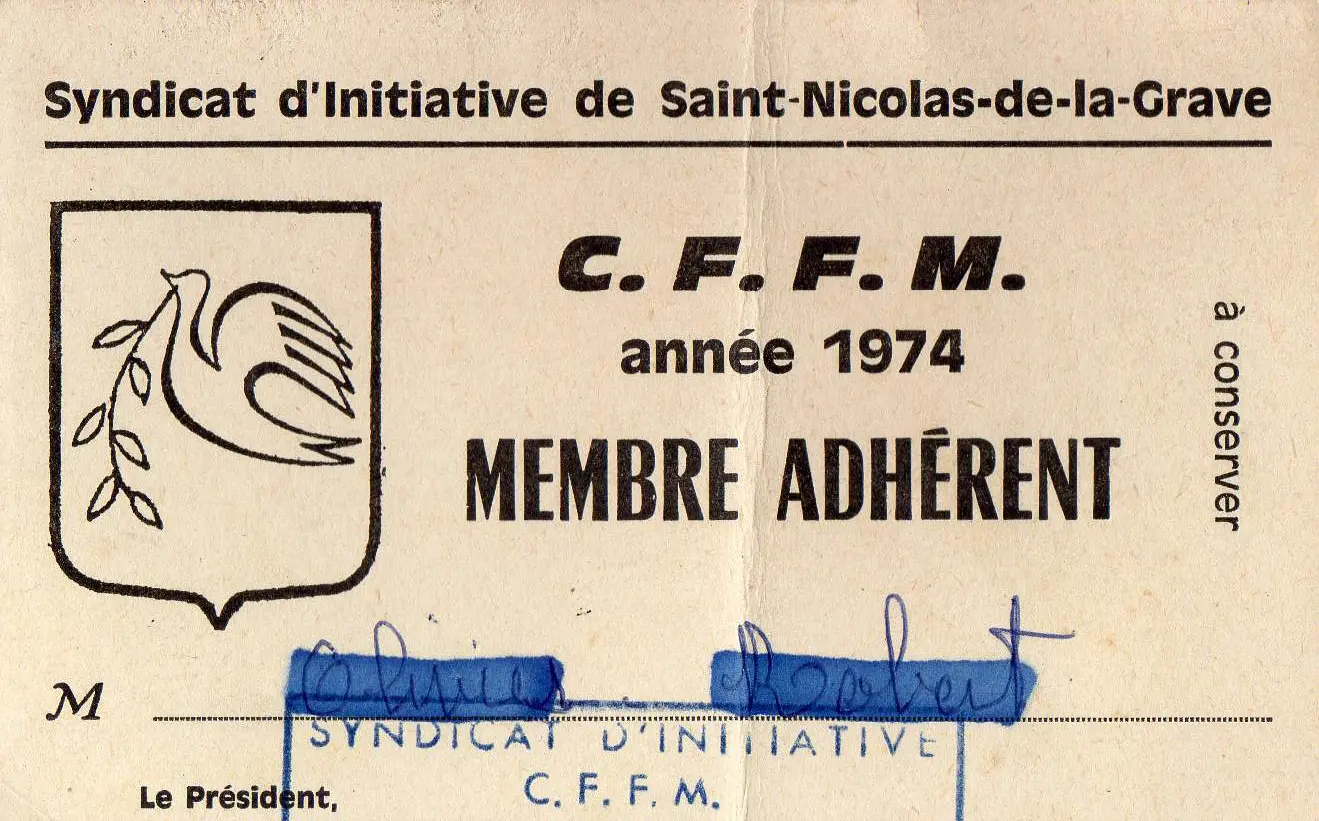 Syndicat d'Initiative de Saint-Nicolas-de-la-Grave
C. F. F. M.
année 1974
MEMBRE ADHÉRENT
à conserver
M Olivier Robert
SYNDICAT D'INITIATIVE
C. F. F. M.
Le Président,